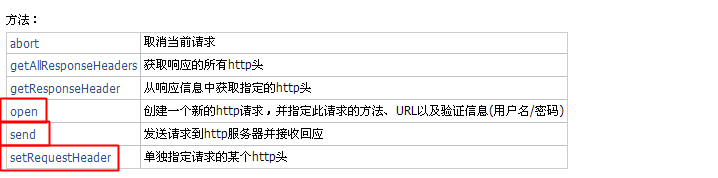 方法：
abort 取消当前请求
getAllResponseHeaders 获取响应的所有http头
getResponseHeader 从响应信息中获取指定的http头
open 创建一个新的http请求，并指定此请求的方法、URL以及验证信息(用户名/密码)
send 发送请求到http服务器并接收回应
setRequestHeader 单独指定请求的某个http头